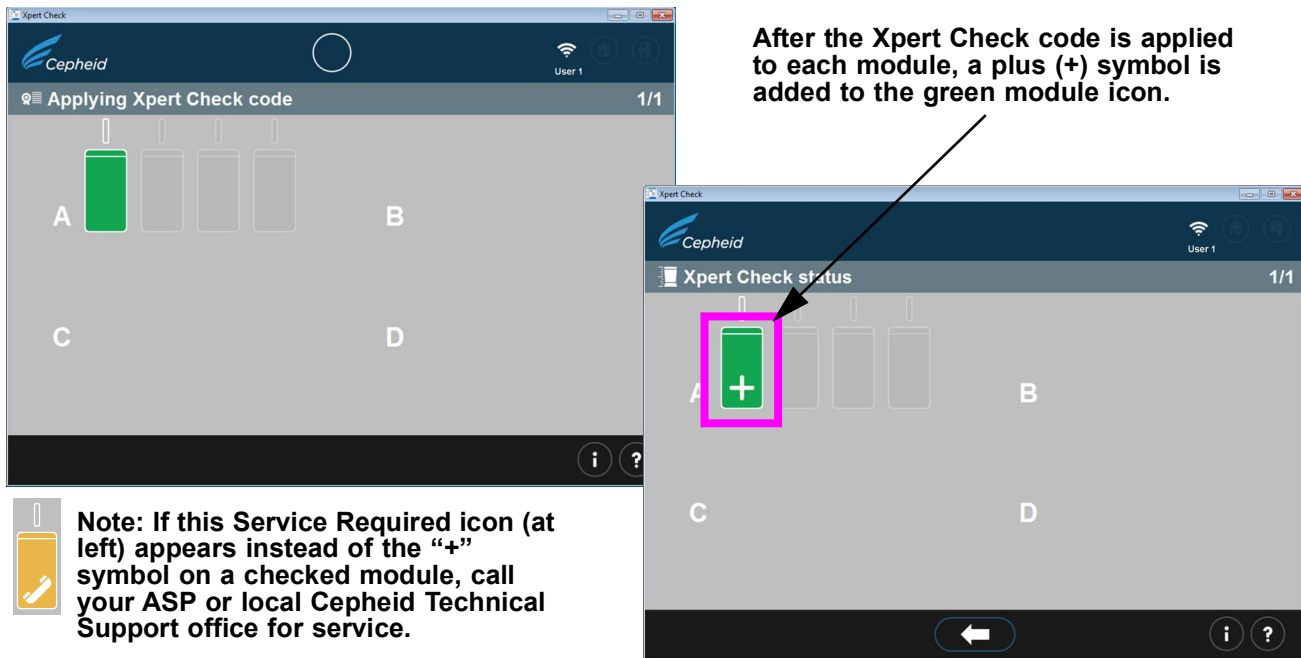 Xpert Check
Cepheid
User 1
Applying Xpert Check code 1/1
A
B
C
D
i ?
After the Xpert Check code is applied
to each module, a plus (+) symbol is
added to the green module icon.
Xpert Check
Cepheid
User 1
Xpert Check status 1/1
A
+
B
C
D
i ?
Note: If this Service Required icon (at
left) appears instead of the “+”
symbol on a checked module, call
your ASP or local Cepheid Technical
Support office for service.